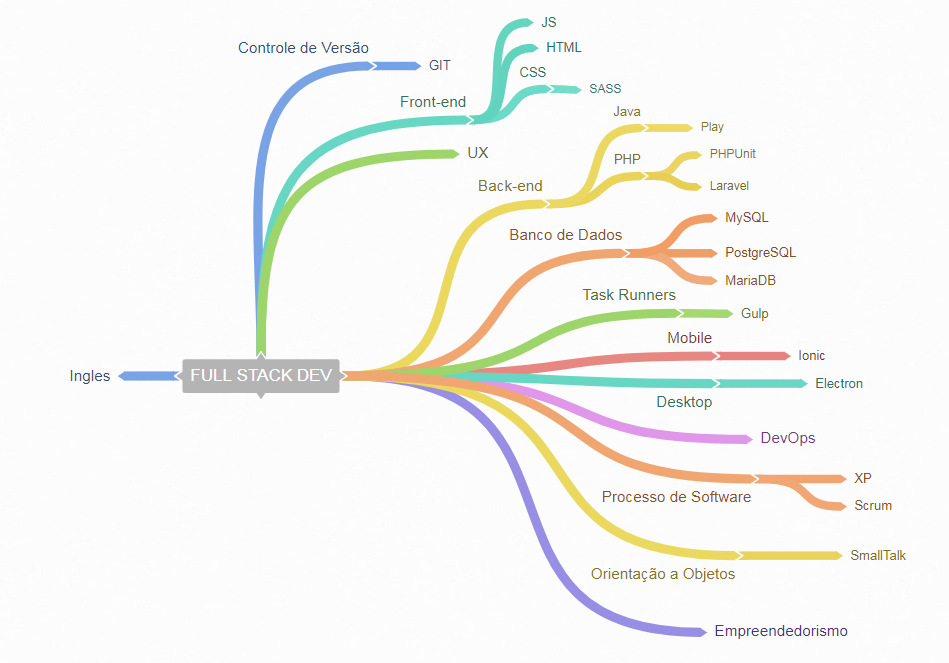 JS
Controle de Versão
HTML
GIT
CSS
SASS
Front-end
Java
Play
UX
PHP
PHPUnit
Back-end
Laravel
MySQL
Banco de Dados
PostgreSQL
MariaDB
Task Runners
Gulp
Mobile
Ionic
Ingles
FULL STACK DEV
Electron
Desktop
DevOps
XP
Processo de Software
Scrum
SmallTalk
Orientação a Objetos
Empreendedorismo